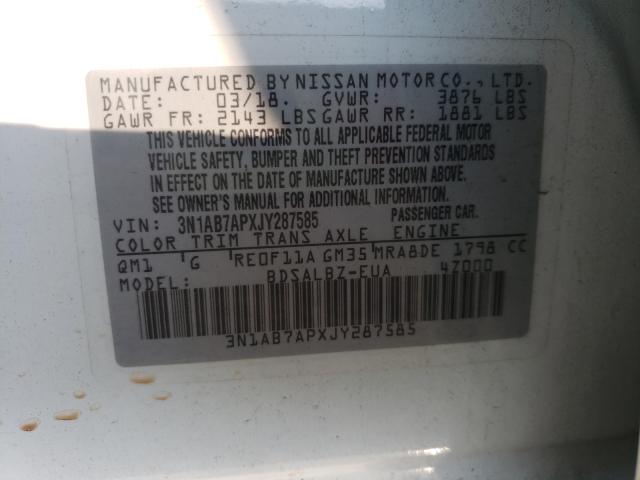 MANUFACTURED BY NISSAN MOTOR CO., LTD.
DATE: 03/18. GVWR: 3876 LBS
GAWR FR: 2143 LBS GAWR RR: 1881 LBS
THIS VEHICLE CONFORMS TO ALL APPLICABLE FEDERAL MOTOR
VEHICLE SAFETY, BUMPER AND THEFT PREVENTION STANDARDS
IN EFFECT ON THE DATE OF MANUFACTURE SHOWN ABOVE.
SEE OWNER'S MANUAL FOR ADDITIONAL INFORMATION.
VIN: 3N1AB7APXJY287585 PASSENGER CAR.
COLOR TRIM TRANS AXLE ENGINE
QM1 G RE0F11A GM35 MRA8DE 1798 CC
MODEL: BDSALBZ-EUA 4Z000
3N1AB7APXJY287585